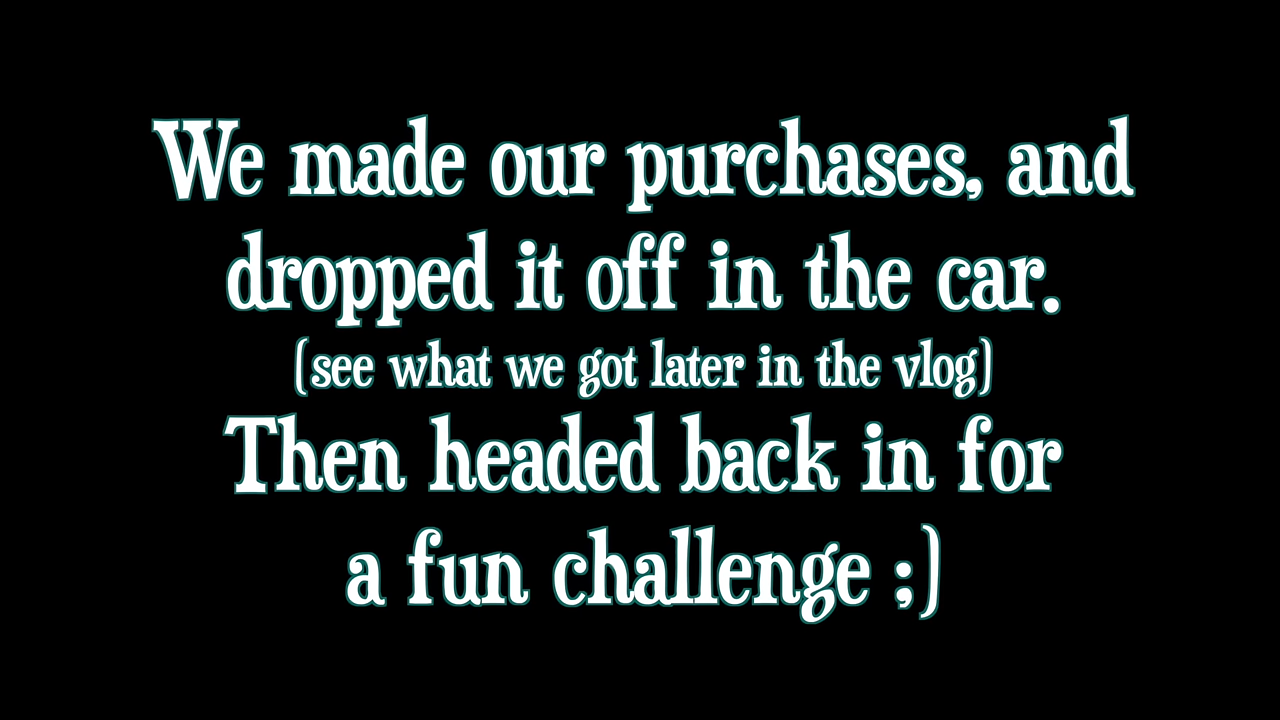 We made our purchases, and
dropped it off in the car.
(see what we got later in the vlog)
Then headed back in for
a fun challenge ;)